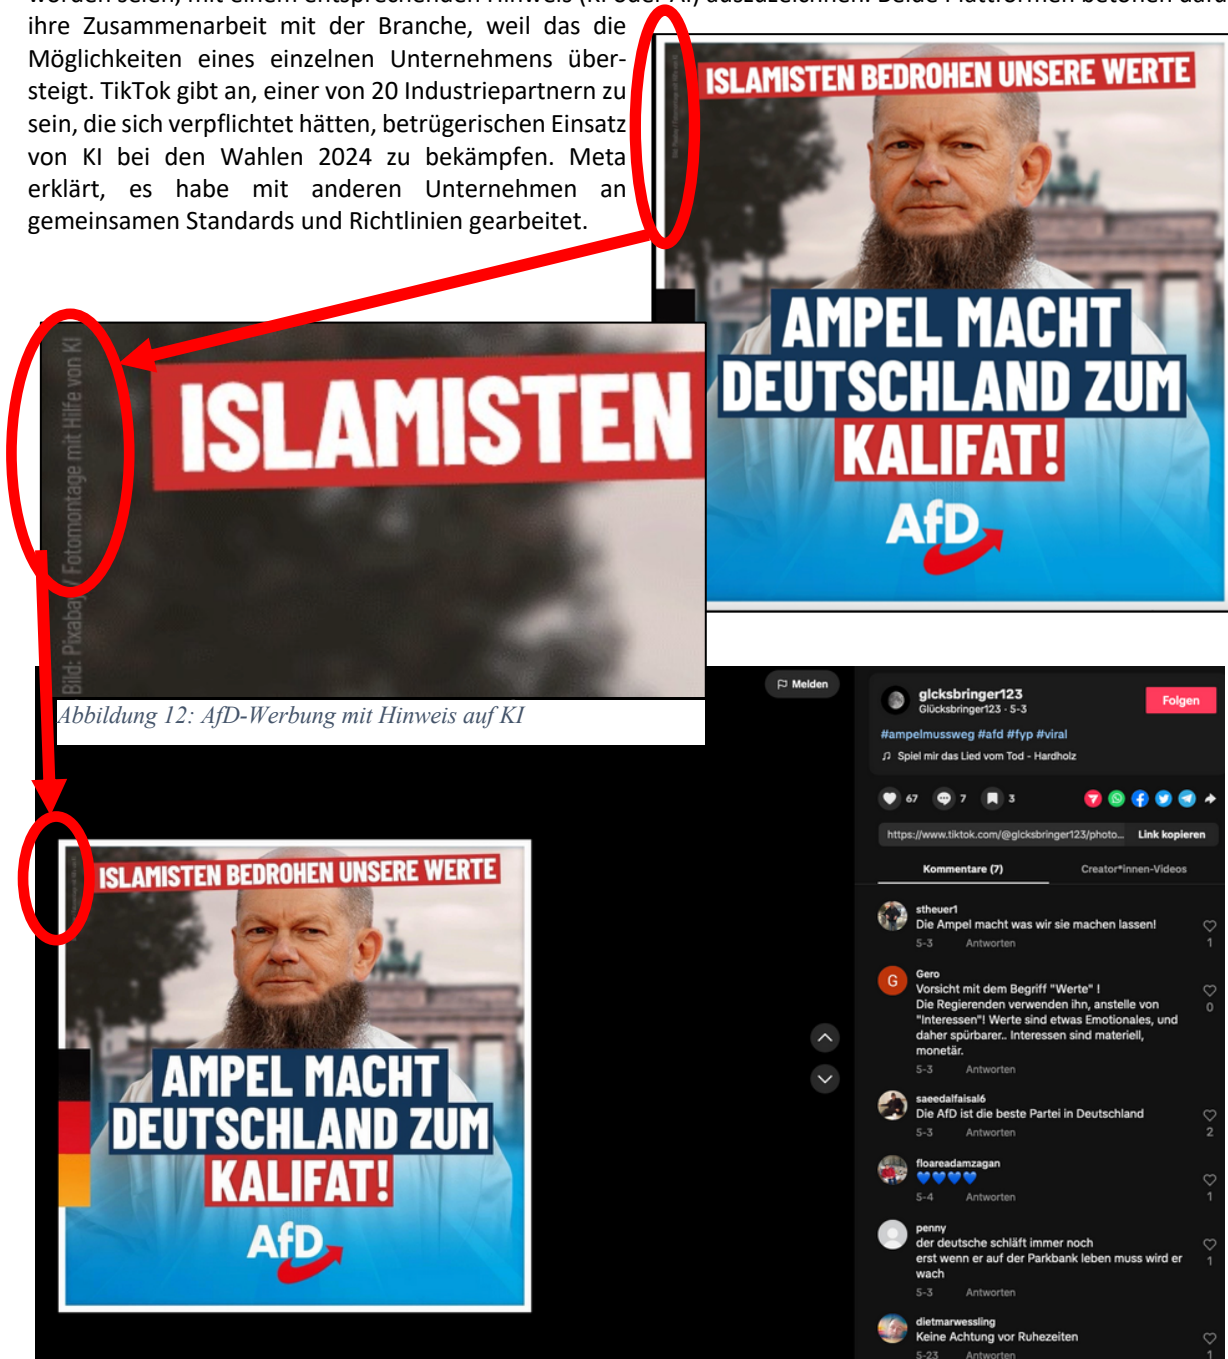 ihre Zusammenarbeit mit der Branche, weil das die
Möglichkeiten eines einzelnen Unternehmens über-
steigt. TikTok gibt an, einer von 20 Industriepartnern zu
sein, die sich verpflichtet hätten, betrügerischen Einsatz
von KI bei den Wahlen 2024 zu bekämpfen. Meta
erklärt, es habe mit anderen Unternehmen an
gemeinsamen Standards und Richtlinien gearbeitet.
ISLAMISTEN BEDROHEN UNSERE WERTE
AMPEL MACHT
DEUTSCHLAND ZUM
KALIFAT!
AfD
Bild: Pixabay / Fotomontage mit Hilfe von KI
ISLAMISTEN
Abbildung 12: AfD-Werbung mit Hinweis auf KI
ISLAMISTEN BEDROHEN UNSERE WERTE
AMPEL MACHT
DEUTSCHLAND ZUM
KALIFAT!
AfD
Melden
glcksbringer123
Glücksbringer123 · 5-3
Folgen
#ampelmussweg #afd #fyp #viral
Spiel mir das Lied vom Tod - Hardholz
67 7 3
https://www.tiktok.com/@glcksbringer123/photo... Link kopieren
Kommentare (7) Creator*innen-Videos
stheuer1
Die Ampel macht was wir sie machen lassen!
5-3 Antworten 1
G
Gero
Vorsicht mit dem Begriff "Werte" !
Die Regierenden verwenden ihn, anstelle von
"Interessen"! Werte sind etwas Emotionales, und
daher spürbarer.. Interessen sind materiell,
monetär.
0
5-3 Antworten
saeedalfaisal6
Die AfD ist die beste Partei in Deutschland
5-3 Antworten 2
floareadamzagan
💙💙💙💙
5-4 Antworten 1
penny
der deutsche schläft immer noch
erst wenn er auf der Parkbank leben muss wird er
wach
1
5-3 Antworten
dietmarwessling
Keine Achtung vor Ruhezeiten
5-23 Antworten 1